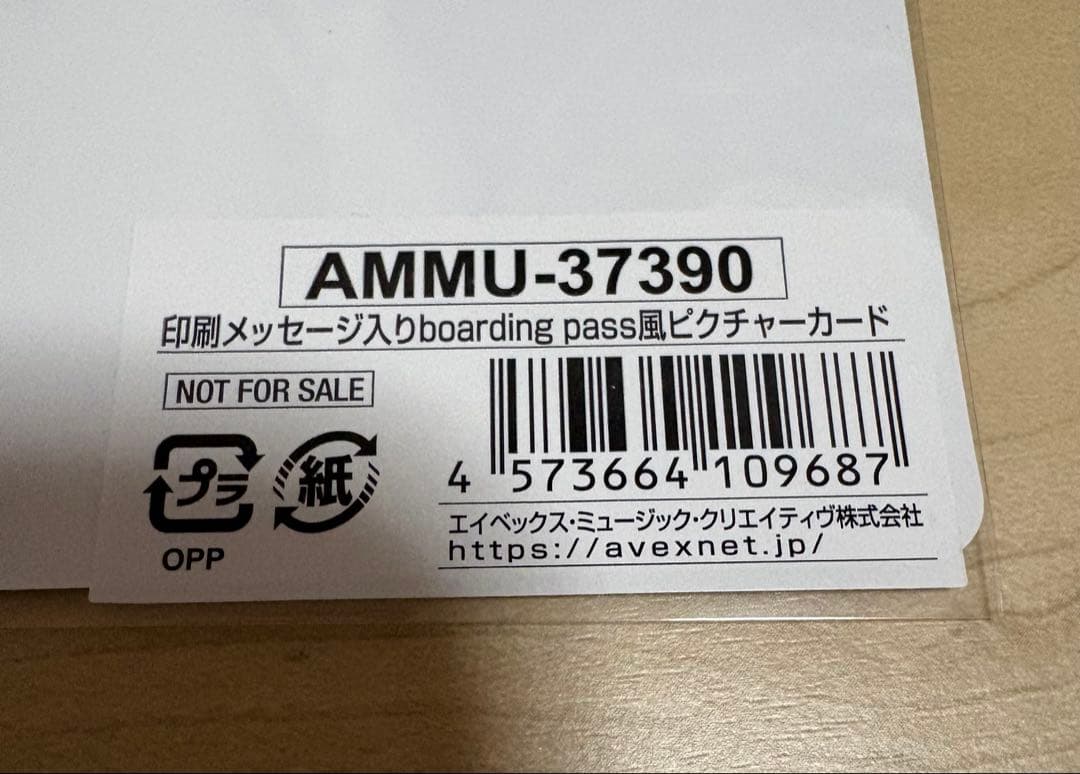 AMMU-37390
印刷メッセージ入りboarding pass風ピクチャーカード
NOT FOR SALE
プラ
紙
OPP
4 573664 109687
エイベックス・ミュージック・クリエイティヴ株式会社
https://avexnet.jp/